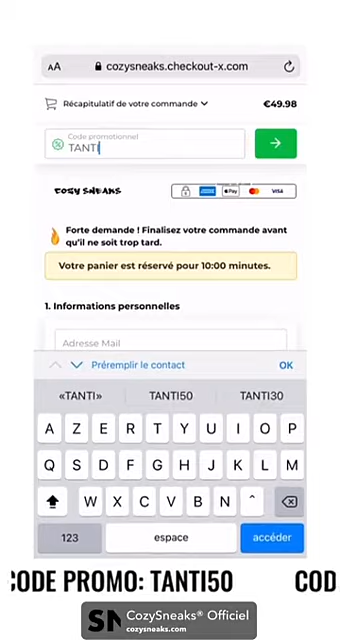 AA cozysneaks.checkout-x.com
Récapitulatif de votre commande €49.98
Code promotionnel
TANTI
COZY SNEAKS
Pay VISA
Forte demande ! Finalisez votre commande avant
qu'il ne soit trop tard.
Votre panier est réservé pour 10:00 minutes.
1. Informations personnelles
Adresse Mail
Préremplir le contact OK
«TANTI» TANTI50 TANTI30
A Z E R T Y U I O P
Q S D F G H J K L M
W X C V B N ^
123 espace accéder
CODE PROMO: TANTI50 COD
SN CozySneaks® Officiel
cozysneaks.com